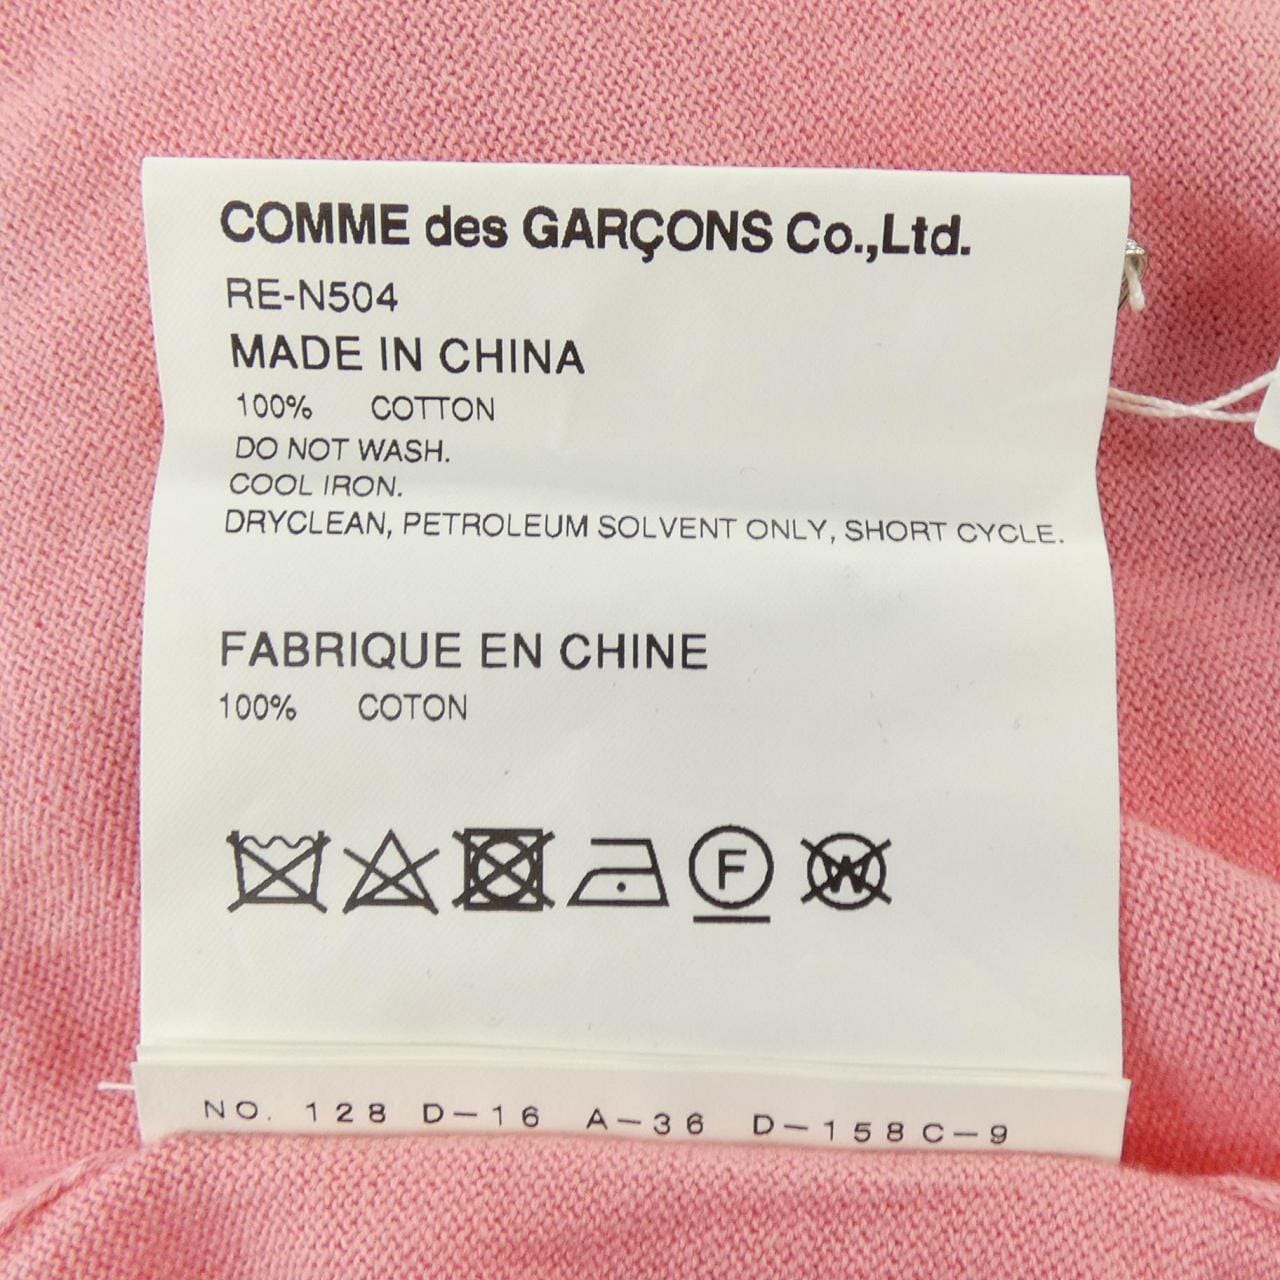 COMME des GARÇONS Co.,Ltd.
RE-N504
MADE IN CHINA
100% COTTON
DO NOT WASH.
COOL IRON.
DRYCLEAN, PETROLEUM SOLVENT ONLY, SHORT CYCLE.
FABRIQUE EN CHINE
100% COTON
F W
NO. 128 D-16 A-36 D-158C-9